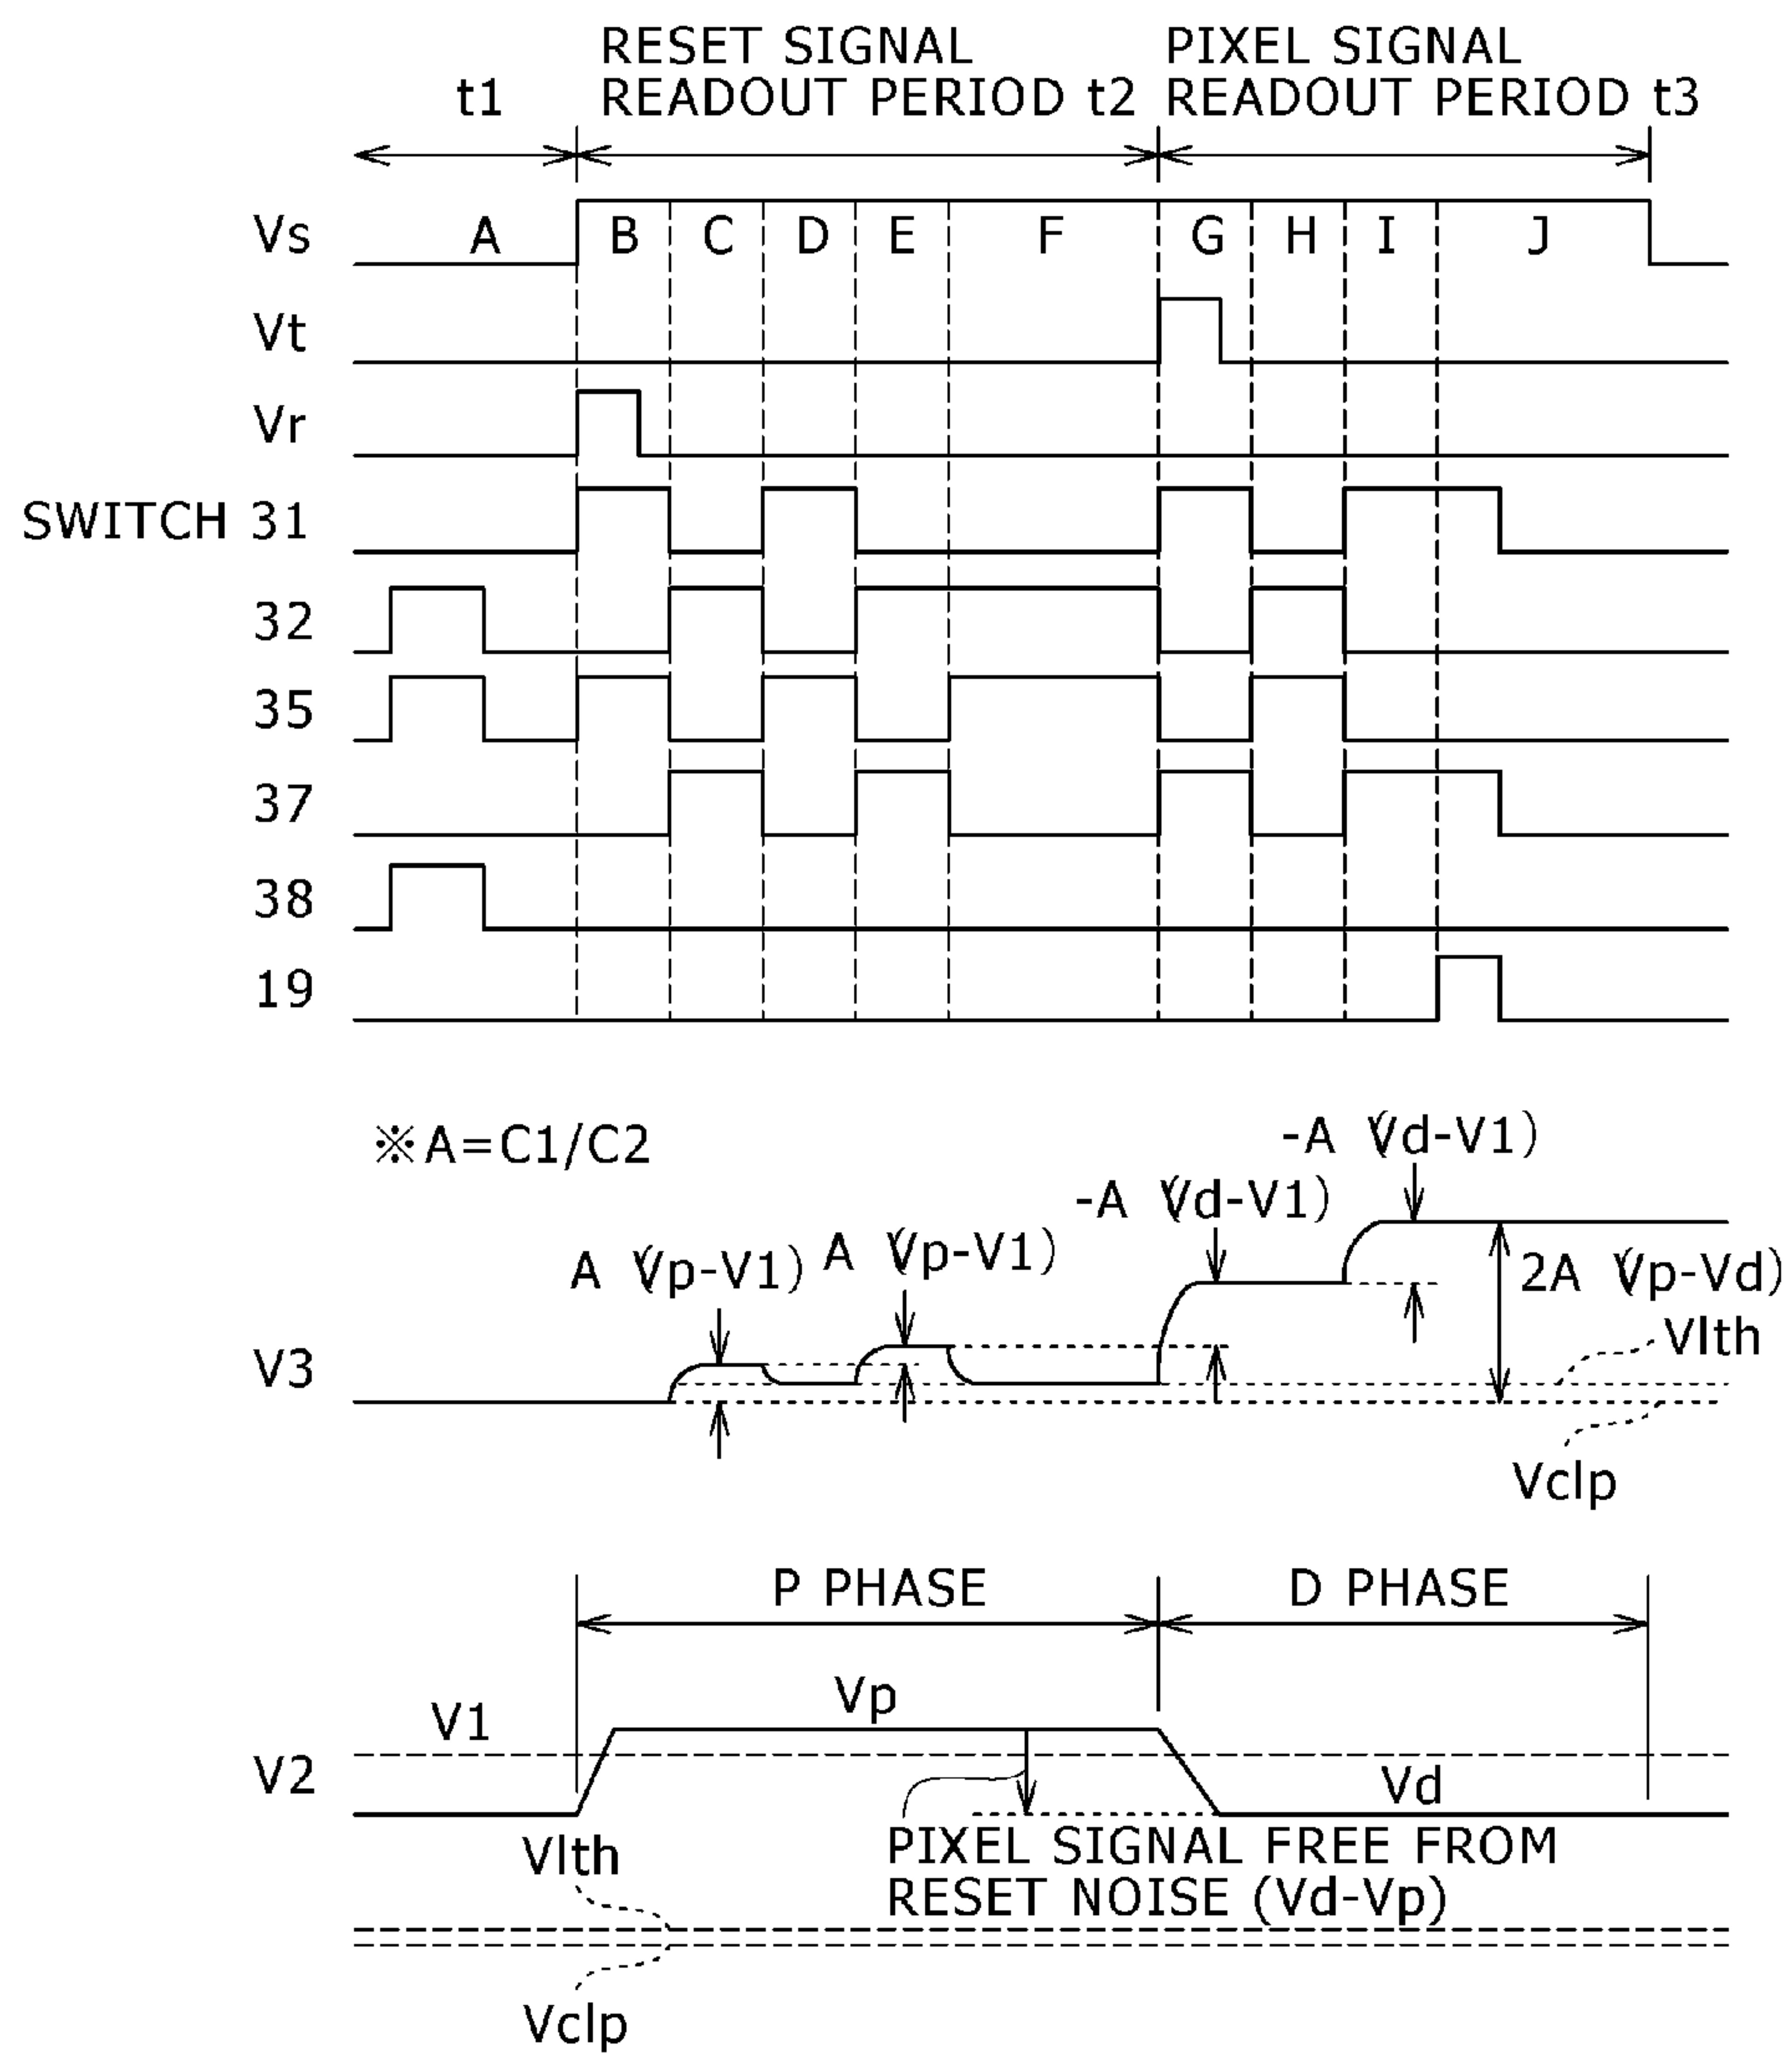 RESET SIGNAL
READOUT PERIOD t2
PIXEL SIGNAL
READOUT PERIOD t3
t1
Vs
A B C D E F G H I J
Vt
Vr
SWITCH 31
32
35
37
38
19
※A=C1/C2
-A (Vd-V1)
-A (Vd-V1)
A (Vp-V1)
A (Vp-V1)
2A (Vp-Vd)
Vlth
V3
Vclp
P PHASE
D PHASE
Vp
V1
V2
Vd
PIXEL SIGNAL FREE FROM
RESET NOISE (Vd-Vp)
Vlth
Vclp